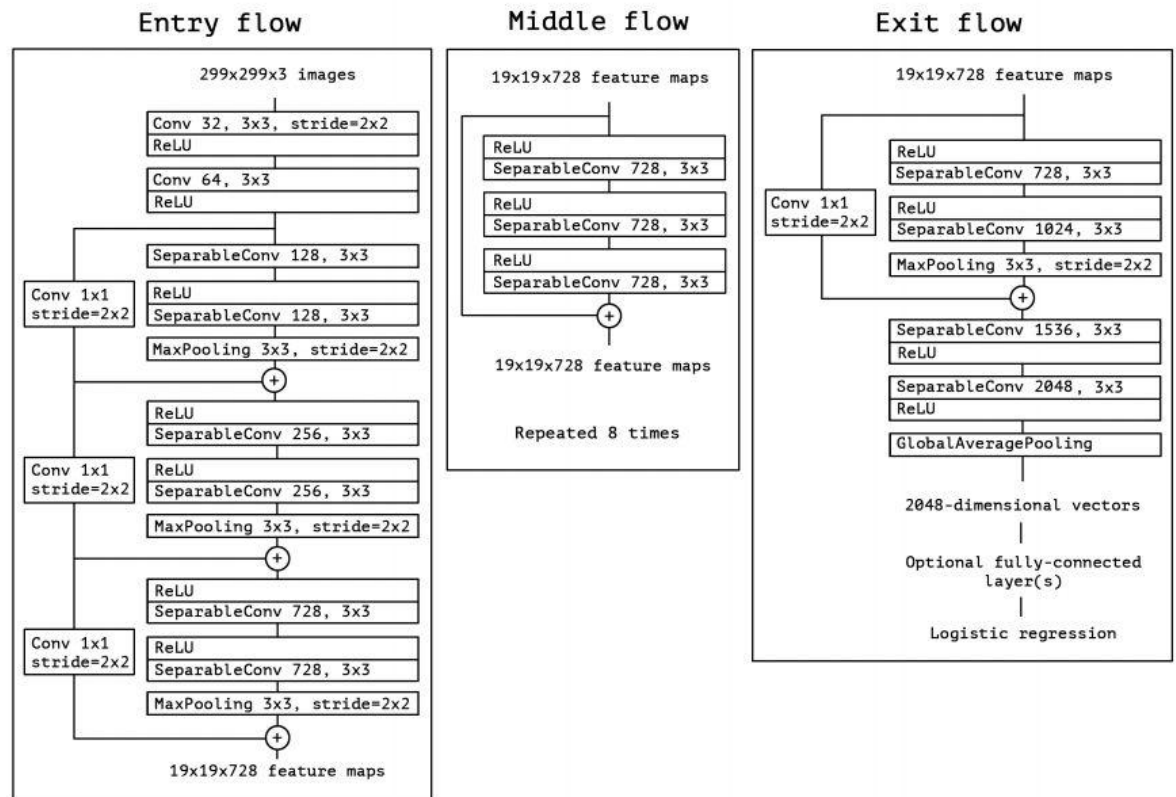 Entry flow
299x299x3 images
Conv 32, 3x3, stride=2x2
ReLU
Conv 64, 3x3
ReLU
SeparableConv 128, 3x3
Conv 1x1
stride=2x2
ReLU
SeparableConv 128, 3x3
MaxPooling 3x3, stride=2x2
+
ReLU
SeparableConv 256, 3x3
Conv 1x1
stride=2x2
ReLU
SeparableConv 256, 3x3
MaxPooling 3x3, stride=2x2
+
ReLU
SeparableConv 728, 3x3
Conv 1x1
stride=2x2
ReLU
SeparableConv 728, 3x3
MaxPooling 3x3, stride=2x2
+
19x19x728 feature maps
Middle flow
19x19x728 feature maps
ReLU
SeparableConv 728, 3x3
ReLU
SeparableConv 728, 3x3
ReLU
SeparableConv 728, 3x3
+
19x19x728 feature maps
Repeated 8 times
Exit flow
19x19x728 feature maps
ReLU
SeparableConv 728, 3x3
Conv 1x1
stride=2x2
ReLU
SeparableConv 1024, 3x3
MaxPooling 3x3, stride=2x2
+
SeparableConv 1536, 3x3
ReLU
SeparableConv 2048, 3x3
ReLU
GlobalAveragePooling
2048-dimensional vectors
Optional fully-connected
layer(s)
Logistic regression